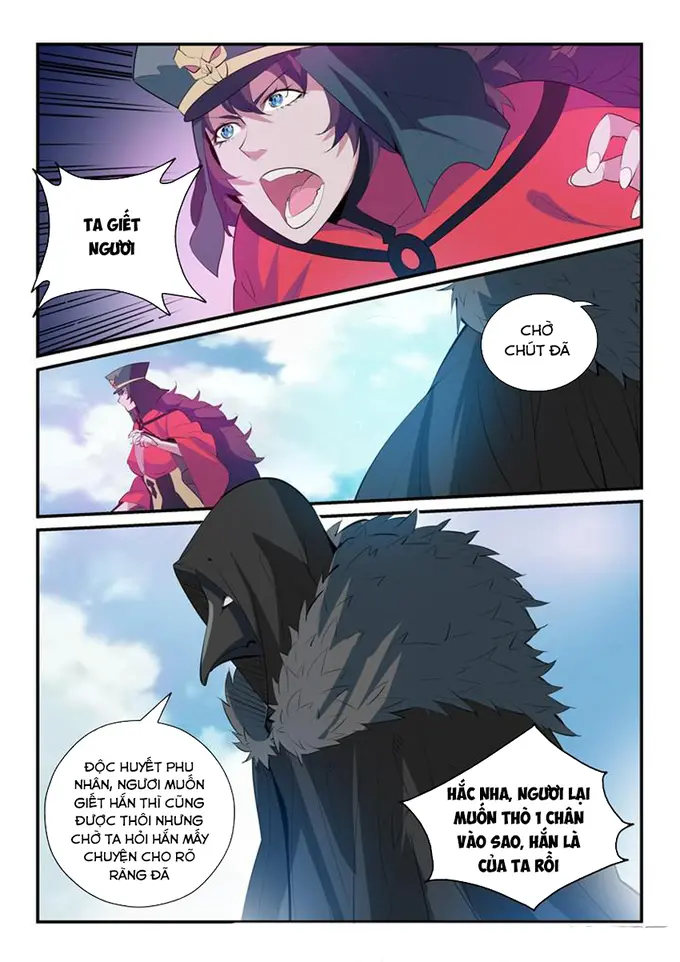 TA GIẾT
NGƯƠI
CHỜ
CHÚT ĐÃ
ĐỘC HUYẾT PHU
NHÂN, NGƯƠI MUỐN
GIẾT HẮN THÌ CŨNG
ĐƯỢC THÔI NHƯNG
CHỜ TA HỎI HẮN MẤY
CHUYỆN CHO RÕ
RÀNG ĐÃ
HẮC NHA, NGƯƠI LẠI
MUỐN THÒ 1 CHÂN
VÀO SAO, HẮN LÀ
CỦA TA RỒI